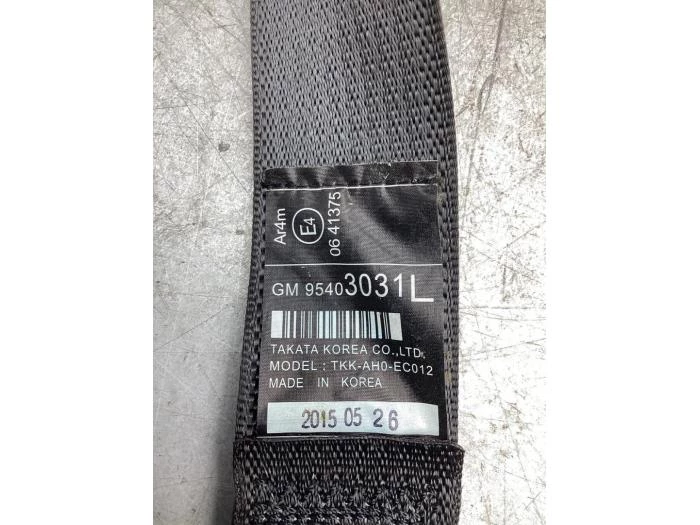 Ar4m
E4
06 41375
GM 95403031L
TAKATA KOREA CO.,LTD.
MODEL : TKK-AH0-EC012
MADE IN KOREA
2015 05 26